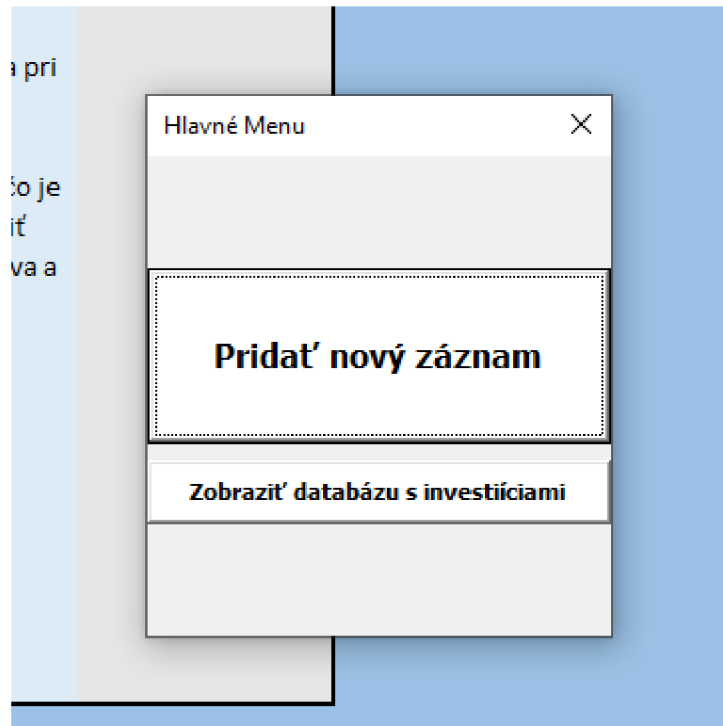 a pri
Hlavné Menu
čo je
iť
va a
Pridať nový záznam
Zobraziť databázu s investiíciami